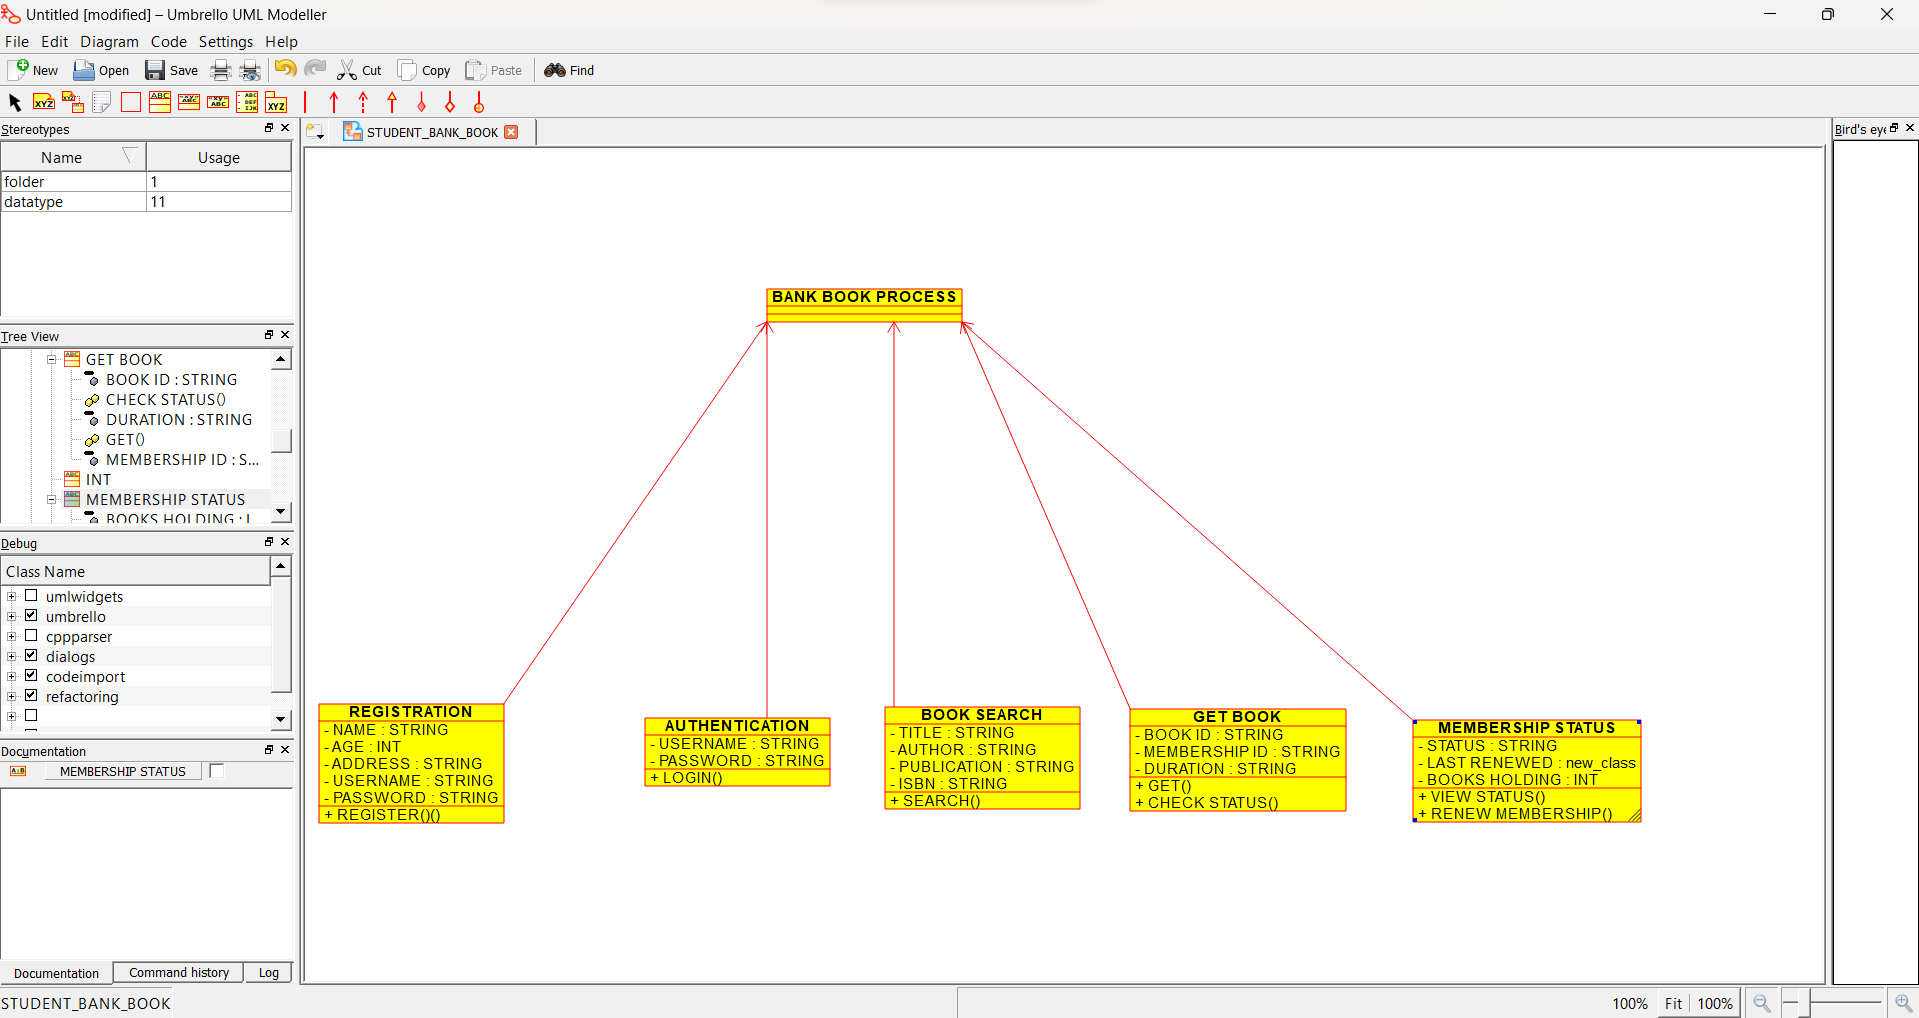 Untitled [modified] – Umbrello UML Modeller
File Edit Diagram Code Settings Help
New Open Save Cut Copy Paste Find
Stereotypes
Name Usage
folder 1
datatype 11
Tree View
GET BOOK
BOOK ID : STRING
CHECK STATUS()
DURATION : STRING
GET()
MEMBERSHIP ID : S...
INT
MEMBERSHIP STATUS
BOOKS HOLDING : I
Debug
Class Name
umlwidgets
umbrello
cppparser
dialogs
codeimport
refactoring
Documentation
MEMBERSHIP STATUS
Documentation Command history Log
STUDENT_BANK_BOOK
STUDENT_BANK_BOOK
BANK BOOK PROCESS
REGISTRATION
- NAME : STRING
- AGE : INT
- ADDRESS : STRING
- USERNAME : STRING
- PASSWORD : STRING
+ REGISTER()()
AUTHENTICATION
- USERNAME : STRING
- PASSWORD : STRING
+ LOGIN()
BOOK SEARCH
- TITLE : STRING
- AUTHOR : STRING
- PUBLICATION : STRING
- ISBN : STRING
+ SEARCH()
GET BOOK
- BOOK ID : STRING
- MEMBERSHIP ID : STRING
- DURATION : STRING
+ GET()
+ CHECK STATUS()
MEMBERSHIP STATUS
- STATUS : STRING
- LAST RENEWED : new_class
- BOOKS HOLDING : INT
+ VIEW STATUS()
+ RENEW MEMBERSHIP()
Bird's eye
100% Fit 100%